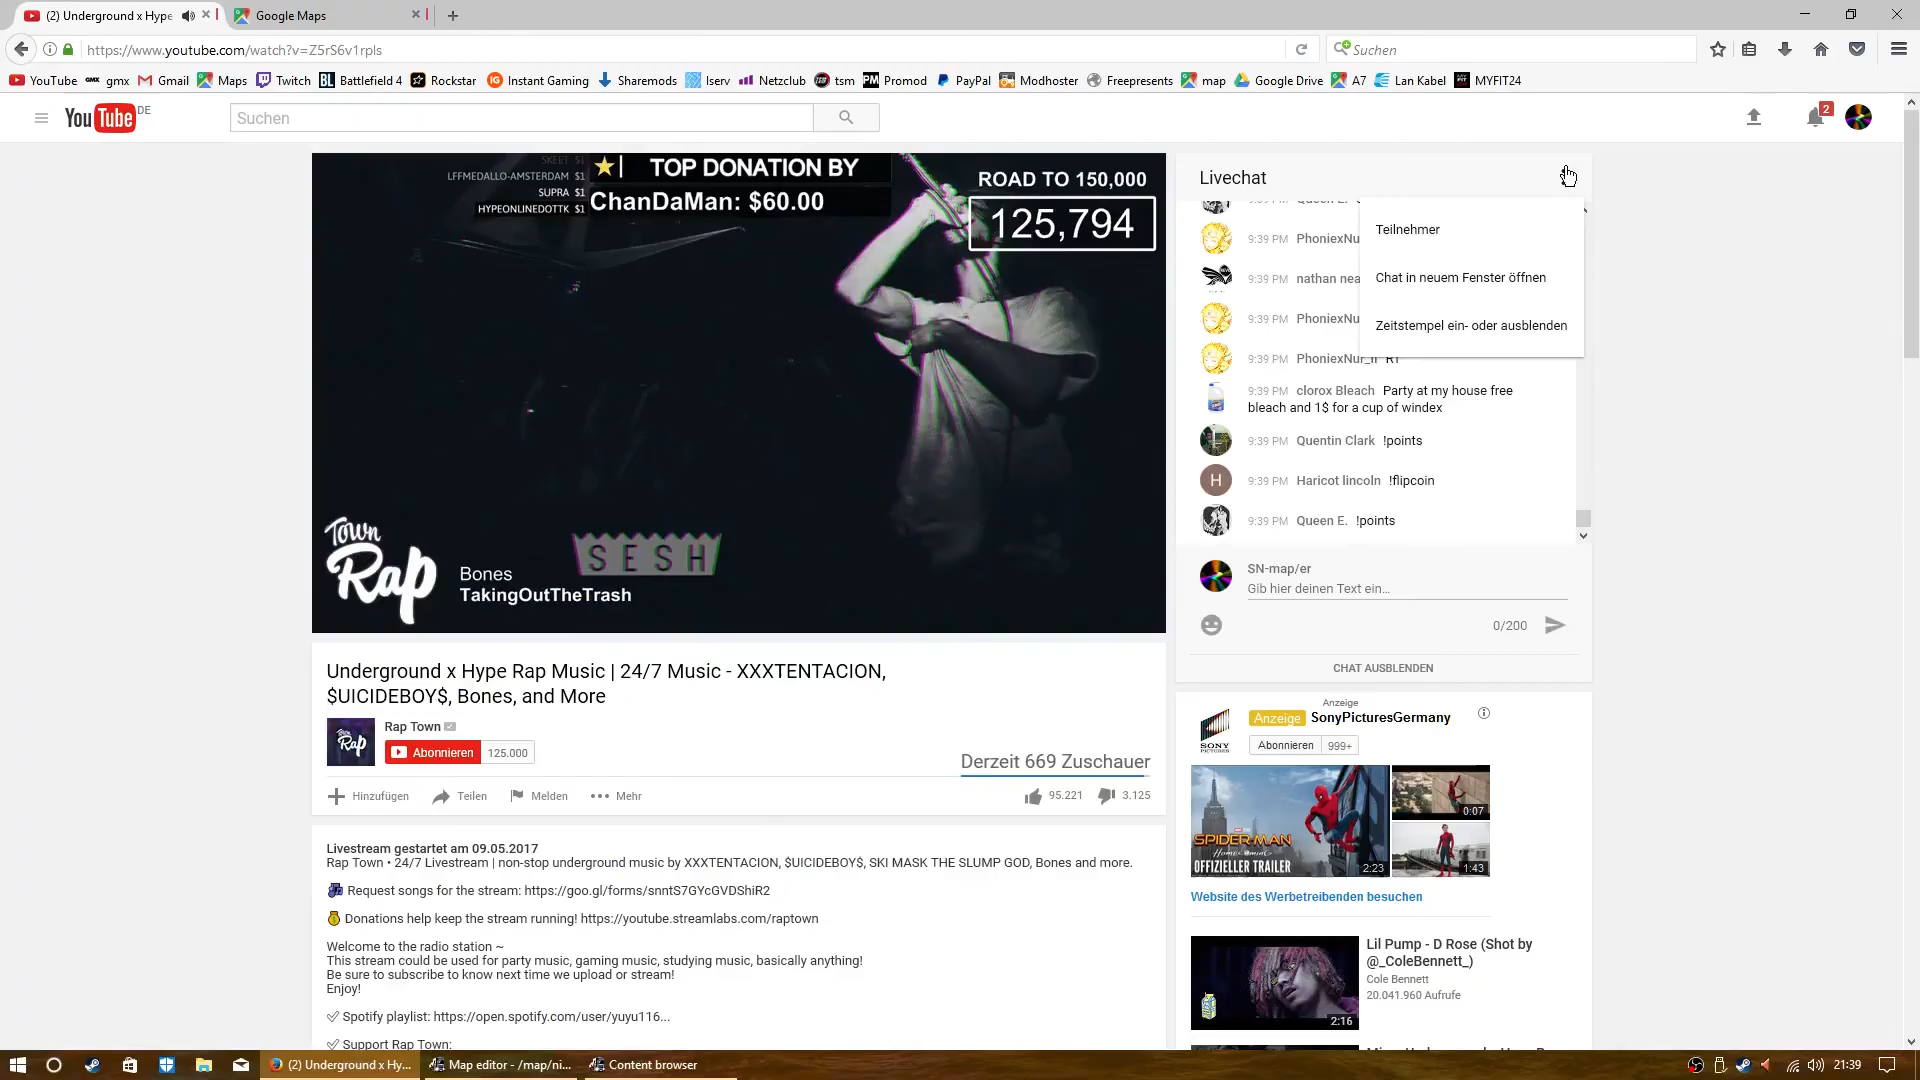 (2) Underground x Hype
Google Maps
https://www.youtube.com/watch?v=Z5rS6v1rpls
Suchen
YouTube
gmx
Gmail
Maps
Twitch
Battlefield 4
Rockstar
Instant Gaming
Sharemods
Iserv
Netzclub
tsm
Promod
PayPal
Modhoster
Freepresents
map
Google Drive
A7
Lan Kabel
MYFIT24
YouTube DE
Suchen
2
SKEET $1
LFFMEDALLO-AMSTERDAM $1
SUPRA $1
HYPEONLINEDOTTK $1
TOP DONATION BY
ChanDaMan: $60.00
ROAD TO 150,000
125,794
Town
Rap
Bones
TakingOutTheTrash
SESH
Livechat
Teilnehmer
Chat in neuem Fenster öffnen
Zeitstempel ein- oder ausblenden
9:39 PM PhoniexNu
9:39 PM nathan nea
9:39 PM PhoniexNu
9:39 PM
9:39 PM clorox Bleach Party at my house free
bleach and 1$ for a cup of windex
9:39 PM Quentin Clark !points
H
9:39 PM Haricot lincoln !flipcoin
9:39 PM Queen E. !points
SN-map/er
Gib hier deinen Text ein...
0/200
CHAT AUSBLENDEN
Underground x Hype Rap Music | 24/7 Music - XXXTENTACION,
$UICIDEBOY$, Bones, and More
Rap Town
Abonnieren 125.000
Derzeit 669 Zuschauer
Hinzufügen Teilen Melden Mehr
95.221 3.125
Livestream gestartet am 09.05.2017
Rap Town • 24/7 Livestream | non-stop underground music by XXXTENTACION, $UICIDEBOY$, SKI MASK THE SLUMP GOD, Bones and more.
Request songs for the stream: https://goo.gl/forms/snntS7GYcGVDShiR2
Donations help keep the stream running! https://youtube.streamlabs.com/raptown
Welcome to the radio station ~
This stream could be used for party music, gaming music, studying music, basically anything!
Be sure to subscribe to know next time we upload or stream!
Enjoy!
Spotify playlist: https://open.spotify.com/user/yuyu116...
Support Rap Town:
Anzeige
Anzeige SonyPicturesGermany
SONY
PICTURES
Abonnieren 999+
SPIDER-MAN
HOMECOMING
OFFIZIELLER TRAILER
2:23
0:07
1:43
Website des Werbetreibenden besuchen
Lil Pump - D Rose (Shot by
@_ColeBennett_)
Cole Bennett
20.041.960 Aufrufe
2:16
(2) Underground x Hy...
Map editor - /map/ni...
Content browser
21:39